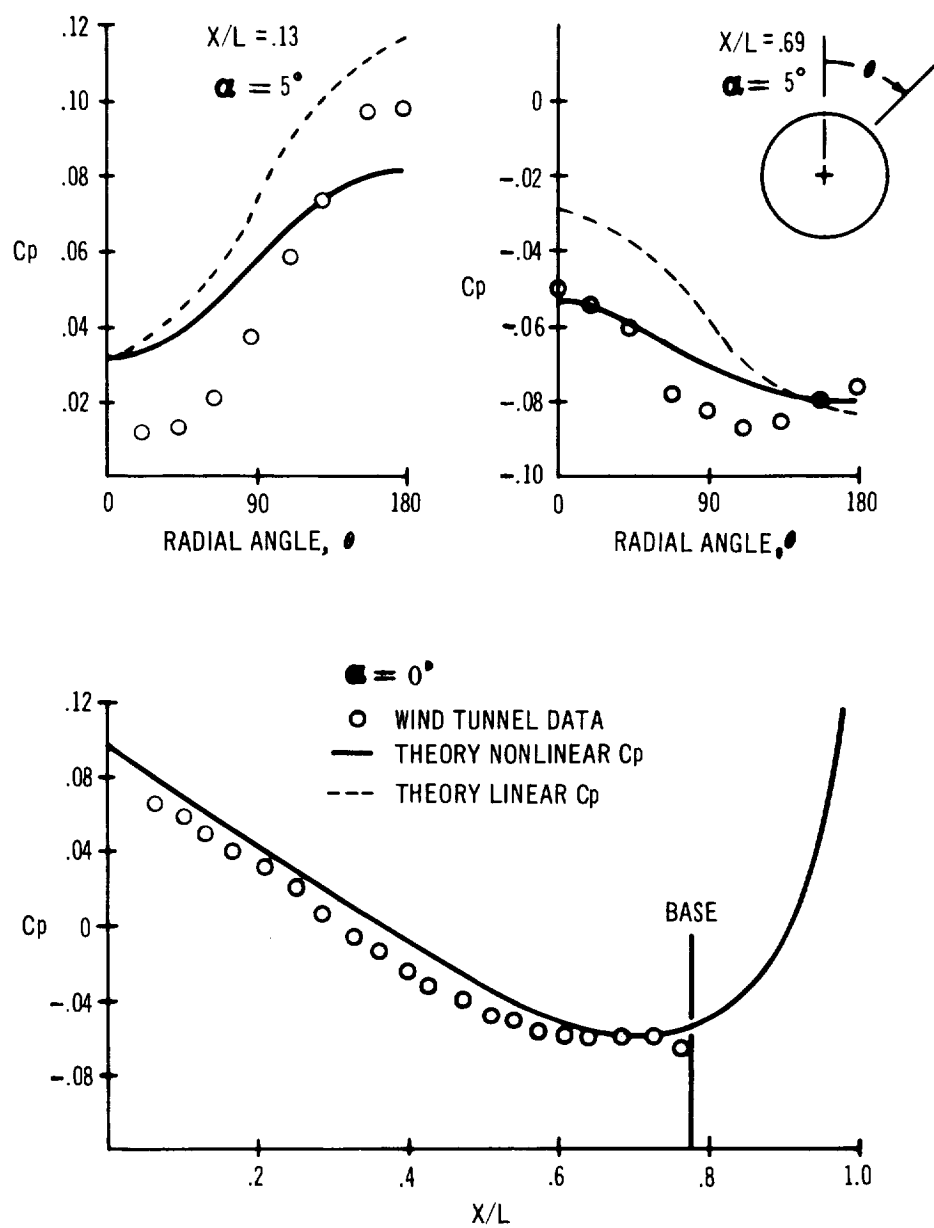 X/L = .13
α = 5°
.12
.10
.08
.06
.04
.02
Cp
0
90
180
RADIAL ANGLE, θ
X/L = .69
α = 5°
θ
0
-.02
-.04
-.06
-.08
-.10
Cp
0
90
180
RADIAL ANGLE, θ
α = 0°
WIND TUNNEL DATA
THEORY NONLINEAR Cp
THEORY LINEAR Cp
.12
.08
.04
0
-.04
-.08
Cp
BASE
.2
.4
.6
.8
1.0
X/L